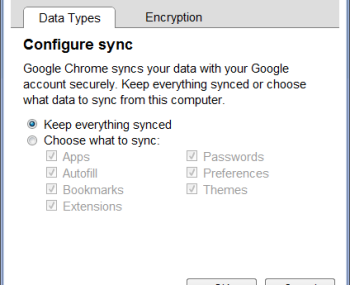 Data Types Encryption
Configure sync
Google Chrome syncs your data with your Google
account securely. Keep everything synced or choose
what data to sync from this computer.
Keep everything synced
Choose what to sync:
Apps Passwords
Autofill Preferences
Bookmarks Themes
Extensions